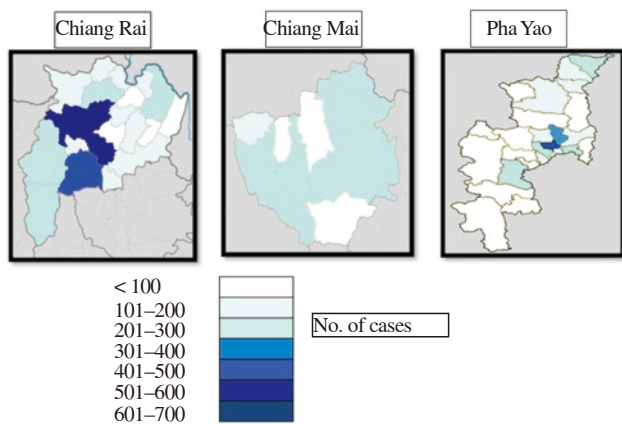 Chiang Rai
Chiang Mai
Pha Yao
< 100
101–200
201–300
301–400
401–500
501–600
601–700
No. of cases